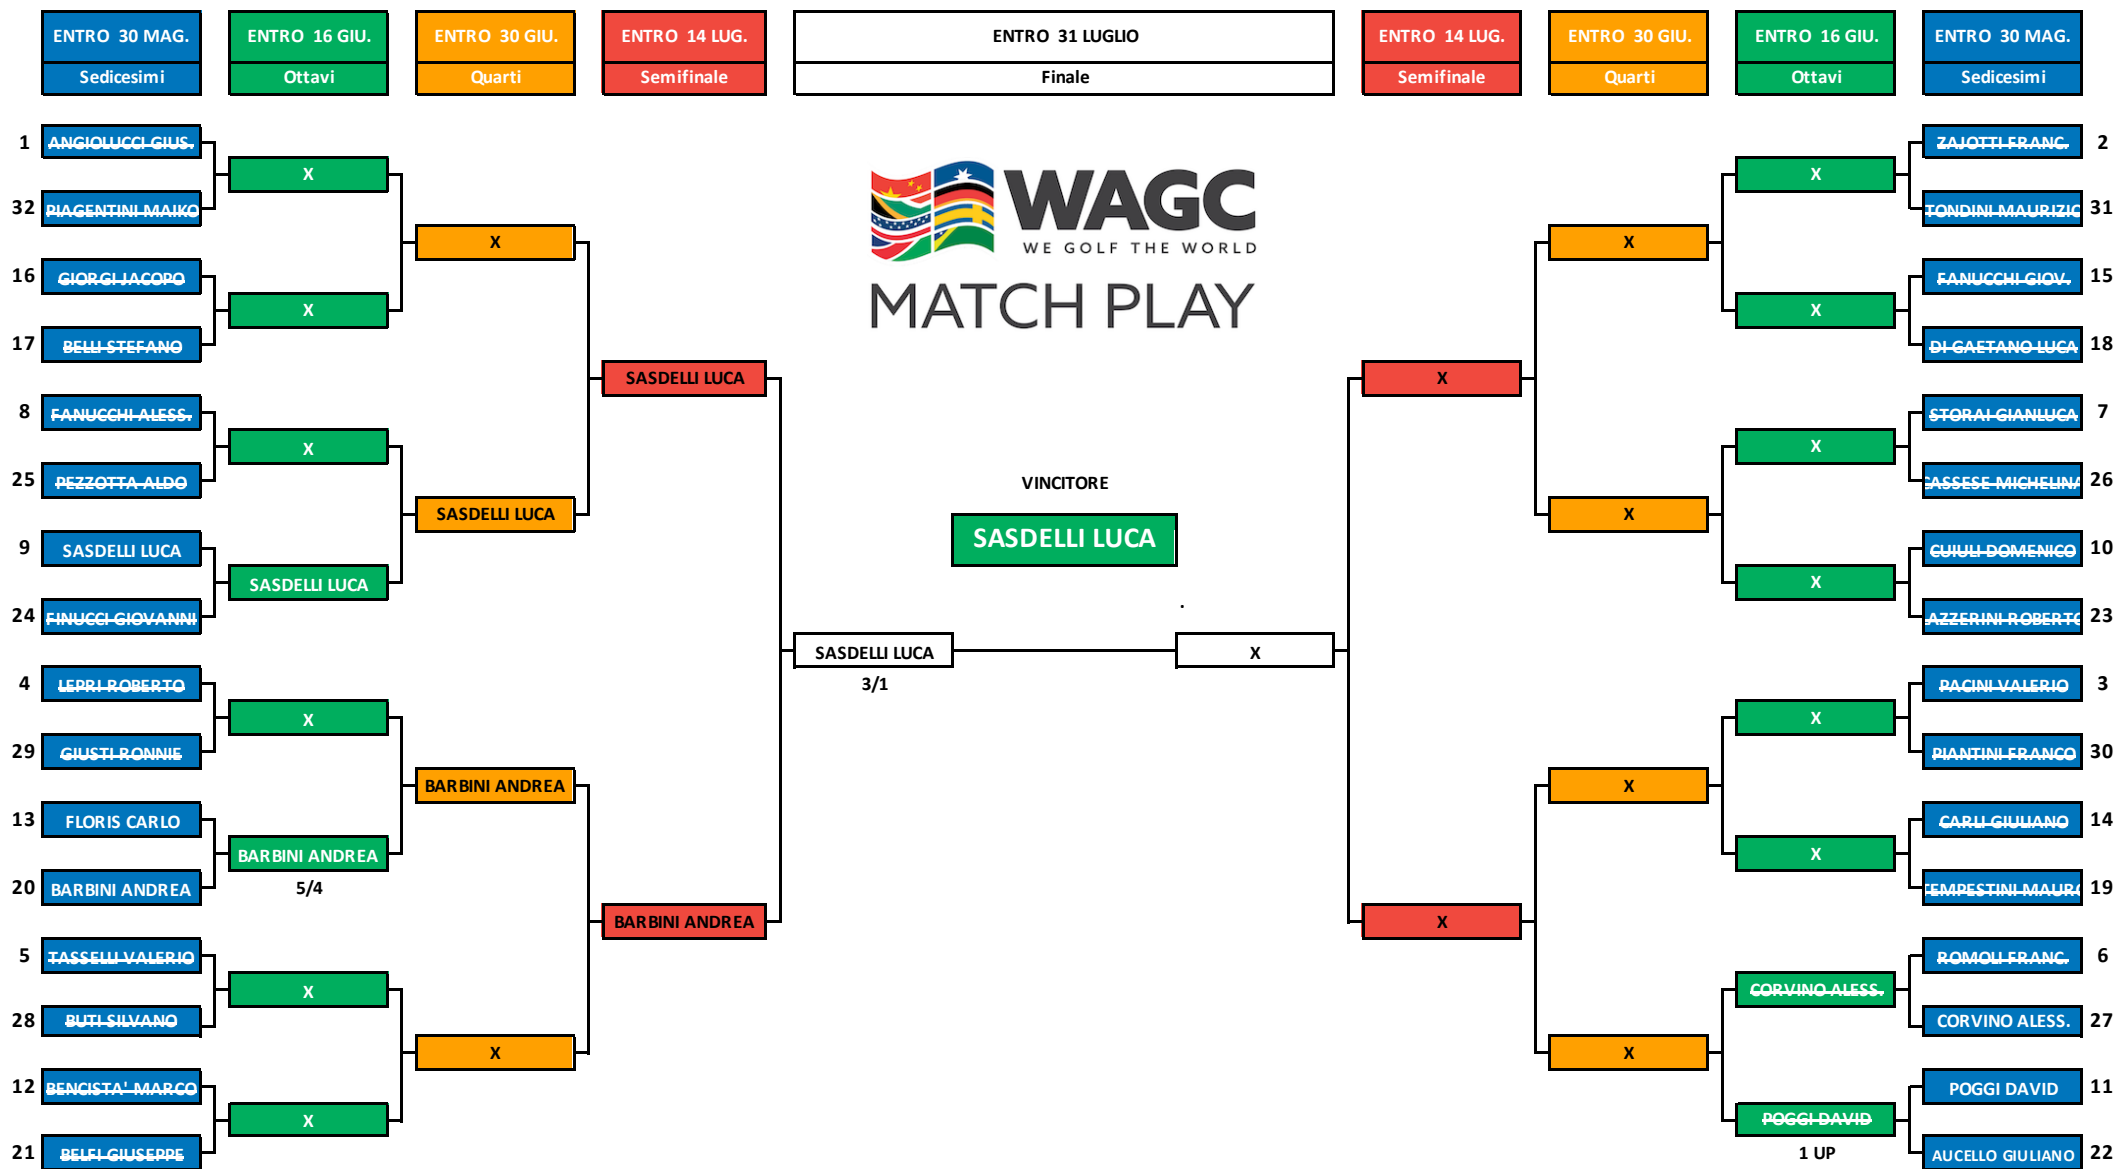 ENTRO 30 MAG.
ENTRO 16 GIU.
ENTRO 30 GIU.
ENTRO 14 LUG.
ENTRO 31 LUGLIO
ENTRO 14 LUG.
ENTRO 30 GIU.
ENTRO 16 GIU.
ENTRO 30 MAG.
Sedicesimi
Ottavi
Quarti
Semifinale
Finale
Semifinale
Quarti
Ottavi
Sedicesimi
1 ANGIOLUCCI GIUS.
32 PIAGENTINI MAIKO
16 GIORGI JACOPO
17 BELLI STEFANO
8 FANUCCHI ALESS.
25 PEZZOTTA ALDO
9 SASDELLI LUCA
24 FINUCCI GIOVANNI
4 LEPRI ROBERTO
29 GIUSTI RONNIE
13 FLORIS CARLO
20 BARBINI ANDREA
5 TASSELLI VALERIO
28 BUTI SILVANO
12 BENCISTA' MARCO
21 BELFI GIUSEPPE
X
X
X
SASDELLI LUCA
X
BARBINI ANDREA
5/4
X
X
X
SASDELLI LUCA
BARBINI ANDREA
X
SASDELLI LUCA
BARBINI ANDREA
WAGC
WE GOLF THE WORLD
MATCH PLAY
VINCITORE
SASDELLI LUCA
.
SASDELLI LUCA
3/1
X
X
X
X
X
X
X
X
X
X
X
X
X
CORVINO ALESS.
POGGI DAVID
1 UP
ZAJOTTI FRANC. 2
TONDINI MAURIZIO 31
FANUCCHI GIOV. 15
DI GAETANO LUCA 18
STORAI GIANLUCA 7
CASSESE MICHELINA 26
CUIULI DOMENICO 10
AZZERINI ROBERTO 23
PACINI VALERIO 3
PIANTINI FRANCO 30
CARLI GIULIANO 14
TEMPESTINI MAURO 19
ROMOLI FRANC. 6
CORVINO ALESS. 27
POGGI DAVID 11
AUCELLO GIULIANO 22